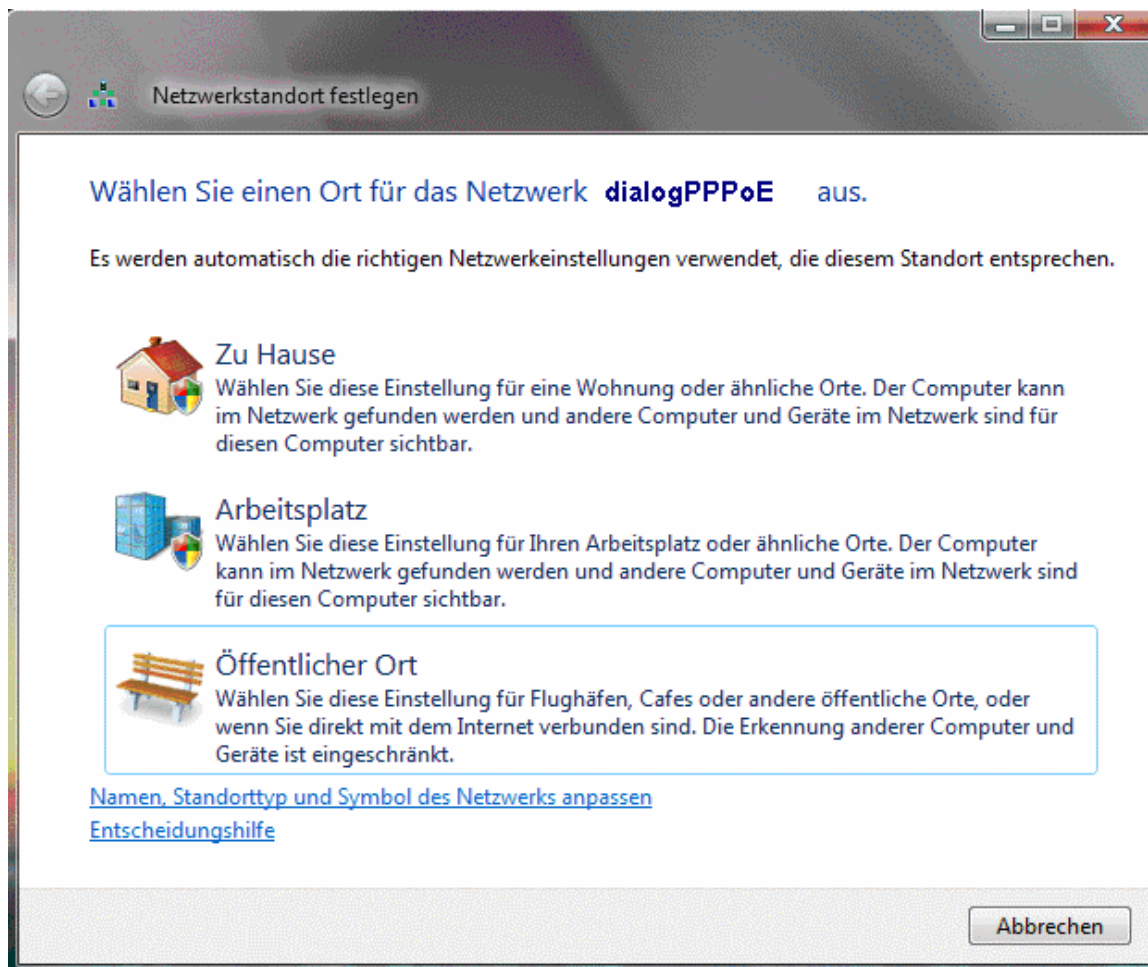 Netzwerkstandort festlegen
Wählen Sie einen Ort für das Netzwerk dialogPPPoE aus.
Es werden automatisch die richtigen Netzwerkeinstellungen verwendet, die diesem Standort entsprechen.
Zu Hause
Wählen Sie diese Einstellung für eine Wohnung oder ähnliche Orte. Der Computer kann
im Netzwerk gefunden werden und andere Computer und Geräte im Netzwerk sind für
diesen Computer sichtbar.
Arbeitsplatz
Wählen Sie diese Einstellung für Ihren Arbeitsplatz oder ähnliche Orte. Der Computer
kann im Netzwerk gefunden werden und andere Computer und Geräte im Netzwerk sind
für diesen Computer sichtbar.
Öffentlicher Ort
Wählen Sie diese Einstellung für Flughäfen, Cafes oder andere öffentliche Orte, oder
wenn Sie direkt mit dem Internet verbunden sind. Die Erkennung anderer Computer und
Geräte ist eingeschränkt.
Namen, Standorttyp und Symbol des Netzwerks anpassen
Entscheidungshilfe
Abbrechen